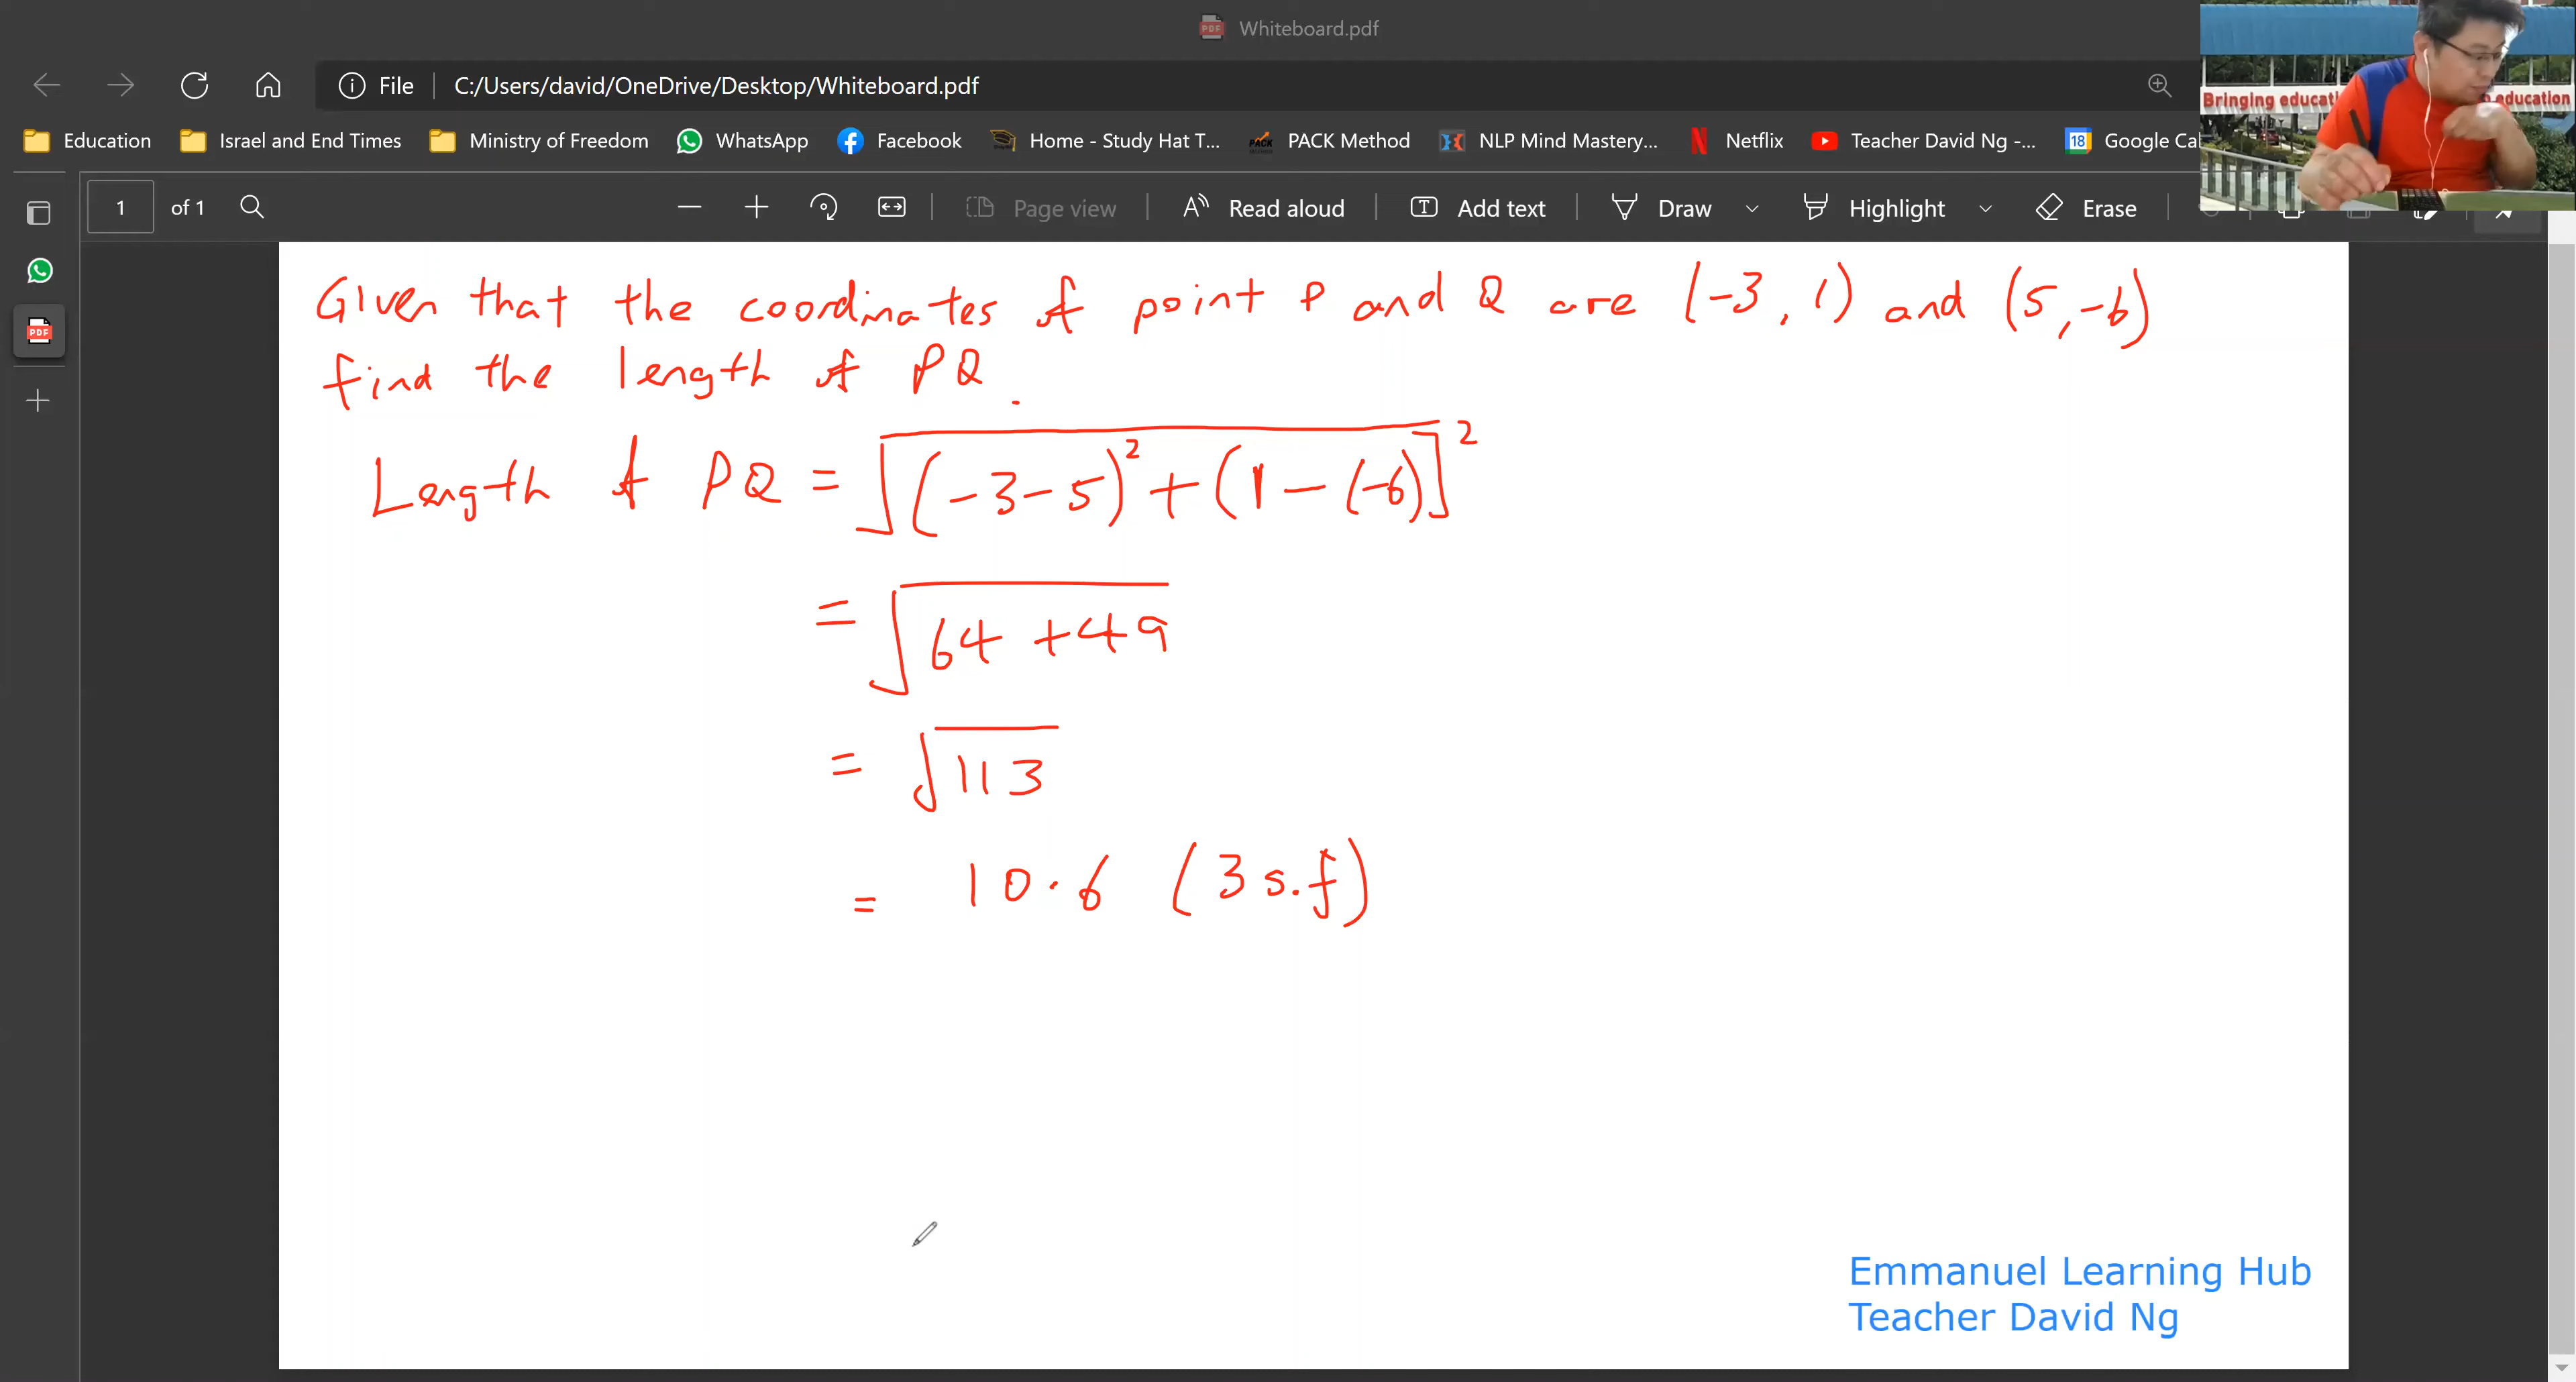 Whiteboard.pdf
File C:/Users/david/OneDrive/Desktop/Whiteboard.pdf
Education Israel and End Times Ministry of Freedom WhatsApp Facebook Home - Study Hat T... PACK Method NLP Mind Mastery... Netflix Teacher David Ng -... 18 Google Cal
Bringing educati education
1 of 1 Page view Read aloud Add text Draw Highlight Erase
Given that the coordinates of point P and Q are (-3, 1) and (5, -6)
find the length of PQ.
Length of PQ = √((-3-5)² + (1-(-6)]²
= √(64+49
= √113
= 10.6 (3 s.f)
Emmanuel Learning Hub
Teacher David Ng